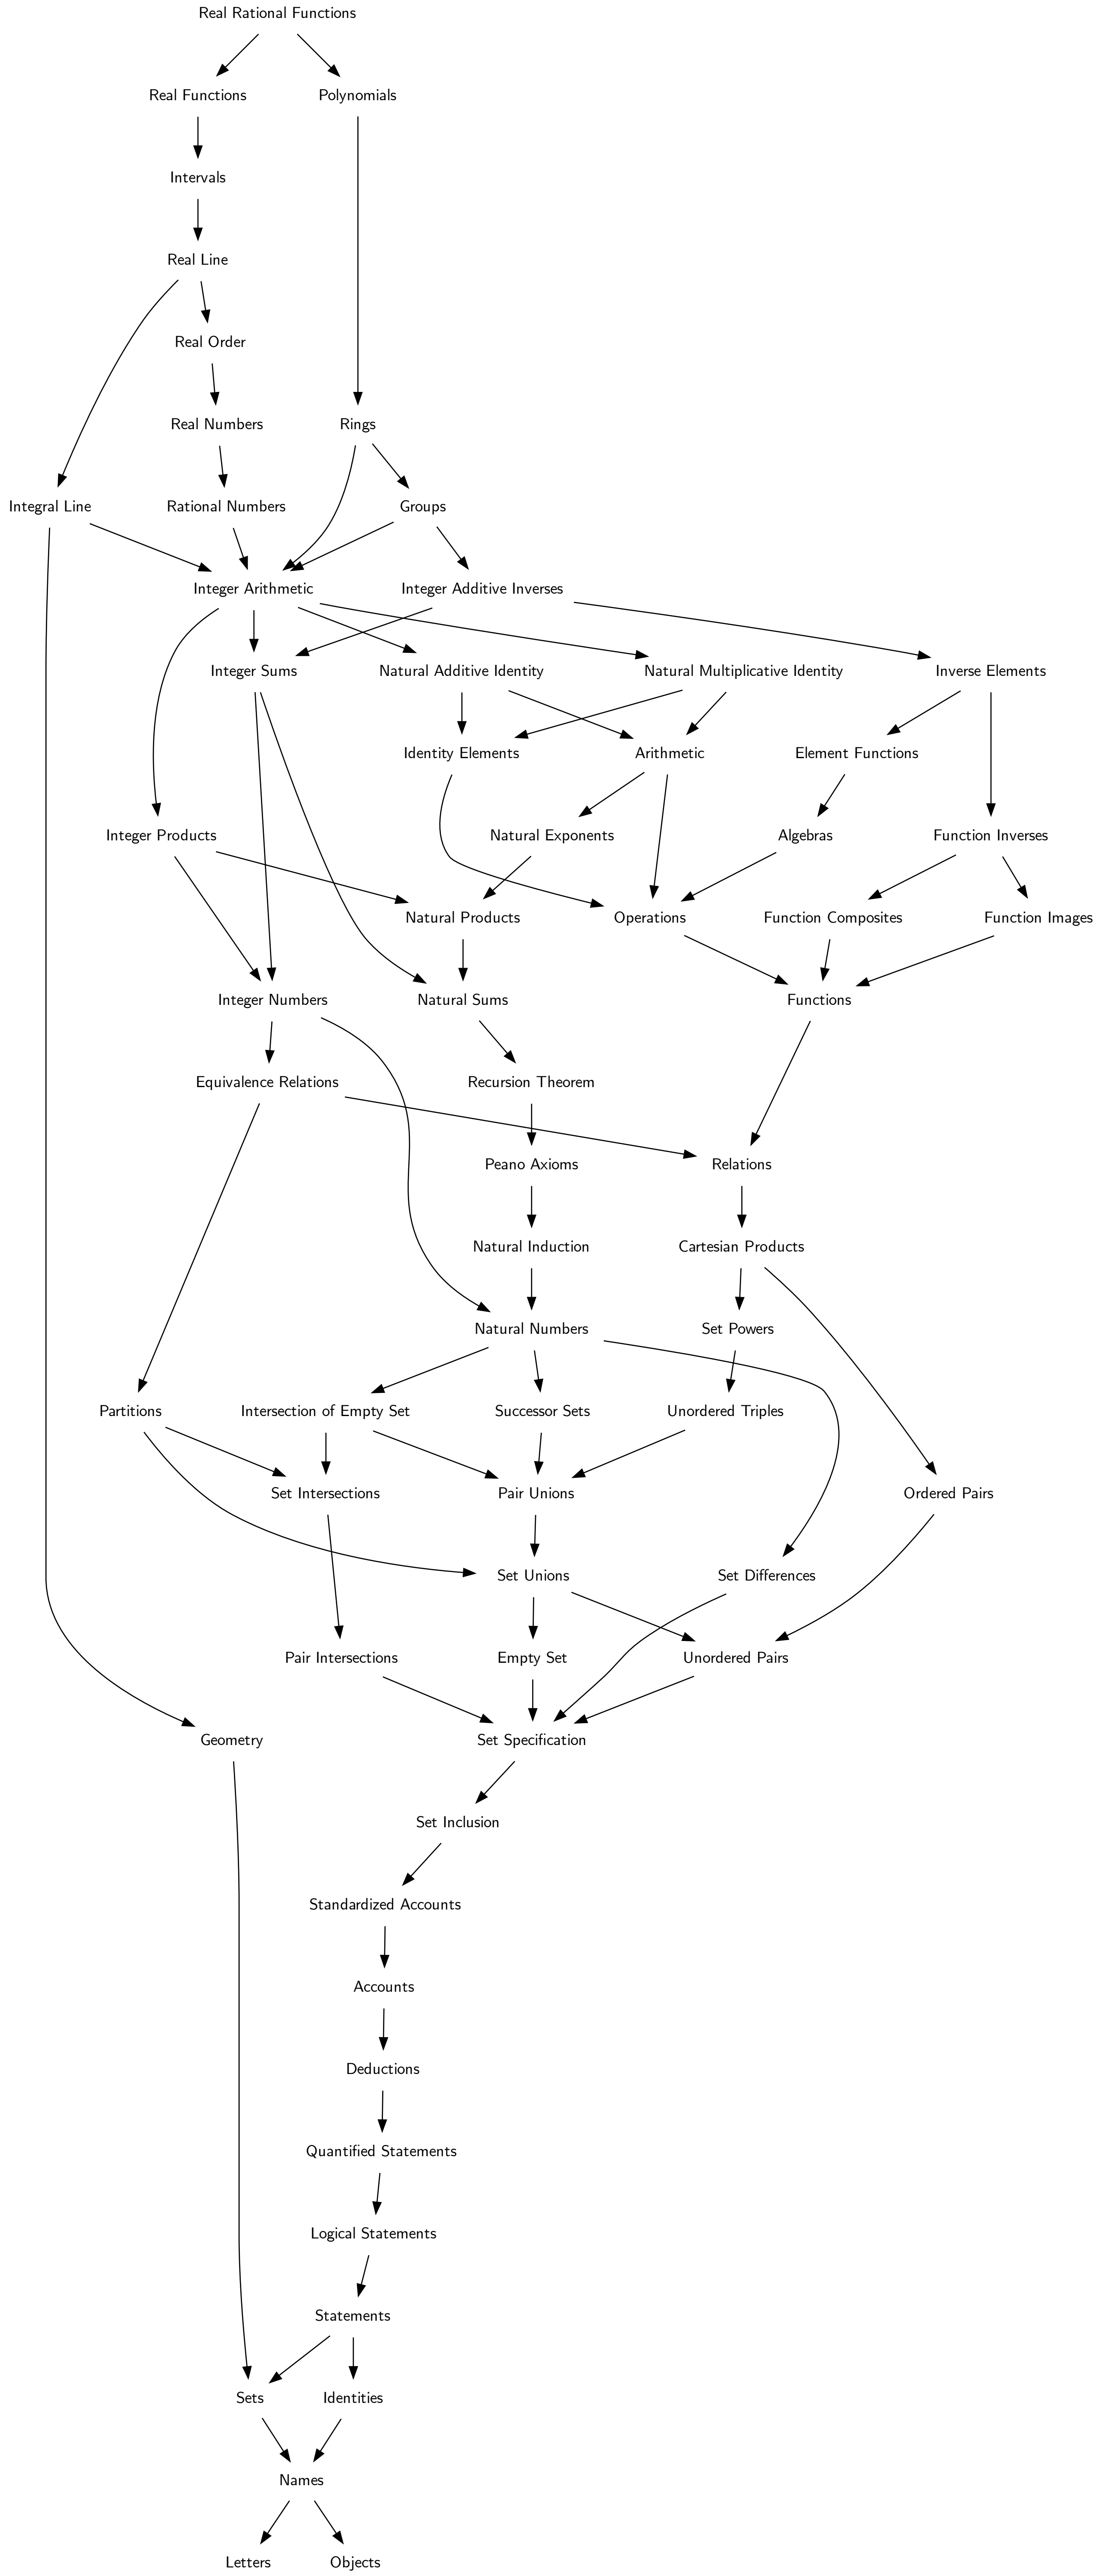 Real Rational Functions
Real Functions
Polynomials
Intervals
Real Line
Real Order
Real Numbers
Rings
Integral Line
Rational Numbers
Groups
Integer Arithmetic
Integer Additive Inverses
Integer Sums
Natural Additive Identity
Natural Multiplicative Identity
Inverse Elements
Identity Elements
Arithmetic
Element Functions
Integer Products
Natural Exponents
Algebras
Function Inverses
Natural Products
Operations
Function Composites
Function Images
Integer Numbers
Natural Sums
Functions
Equivalence Relations
Recursion Theorem
Peano Axioms
Relations
Natural Induction
Cartesian Products
Natural Numbers
Set Powers
Partitions
Intersection of Empty Set
Successor Sets
Unordered Triples
Set Intersections
Pair Unions
Ordered Pairs
Set Unions
Set Differences
Pair Intersections
Empty Set
Unordered Pairs
Geometry
Set Specification
Set Inclusion
Standardized Accounts
Accounts
Deductions
Quantified Statements
Logical Statements
Statements
Sets
Identities
Names
Letters
Objects